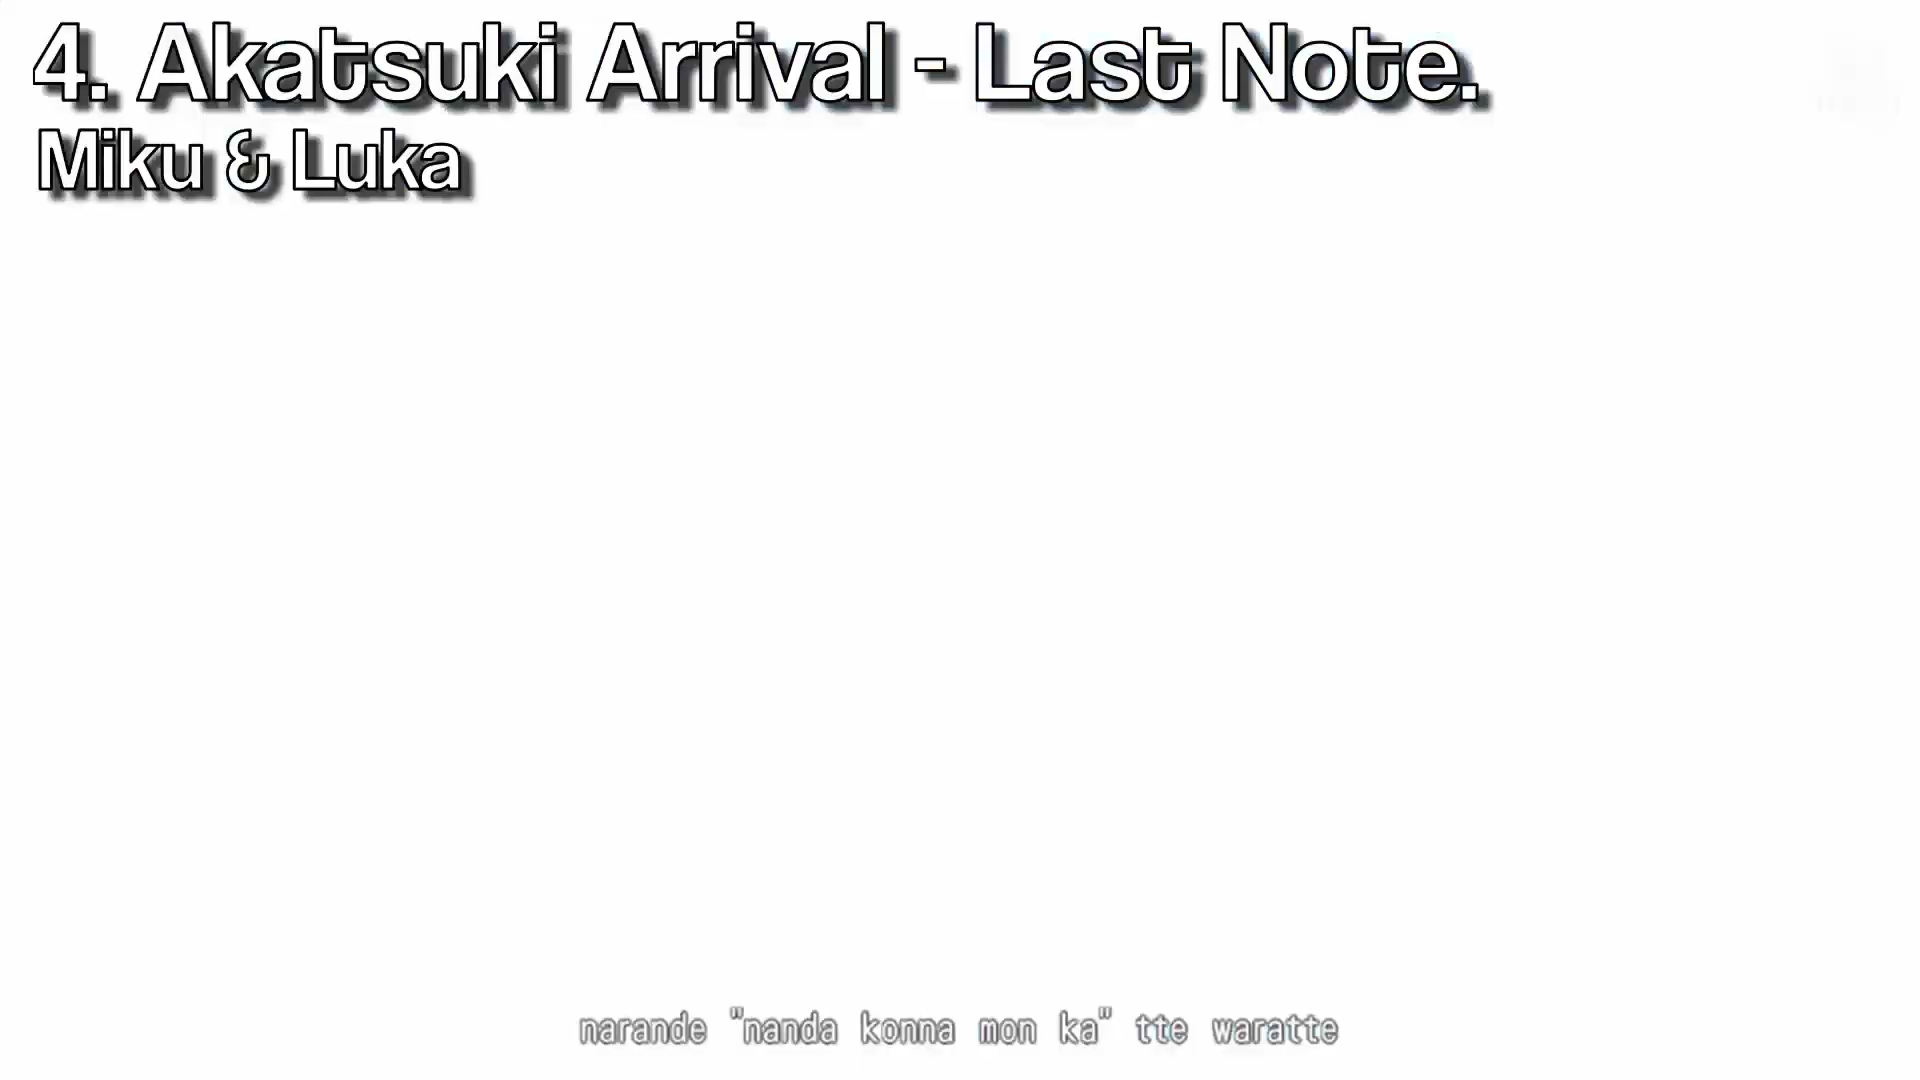 4. Akatsuki Arrival - Last Note.
Miku & Luka
narande "nanda konna mon ka" tte waratte